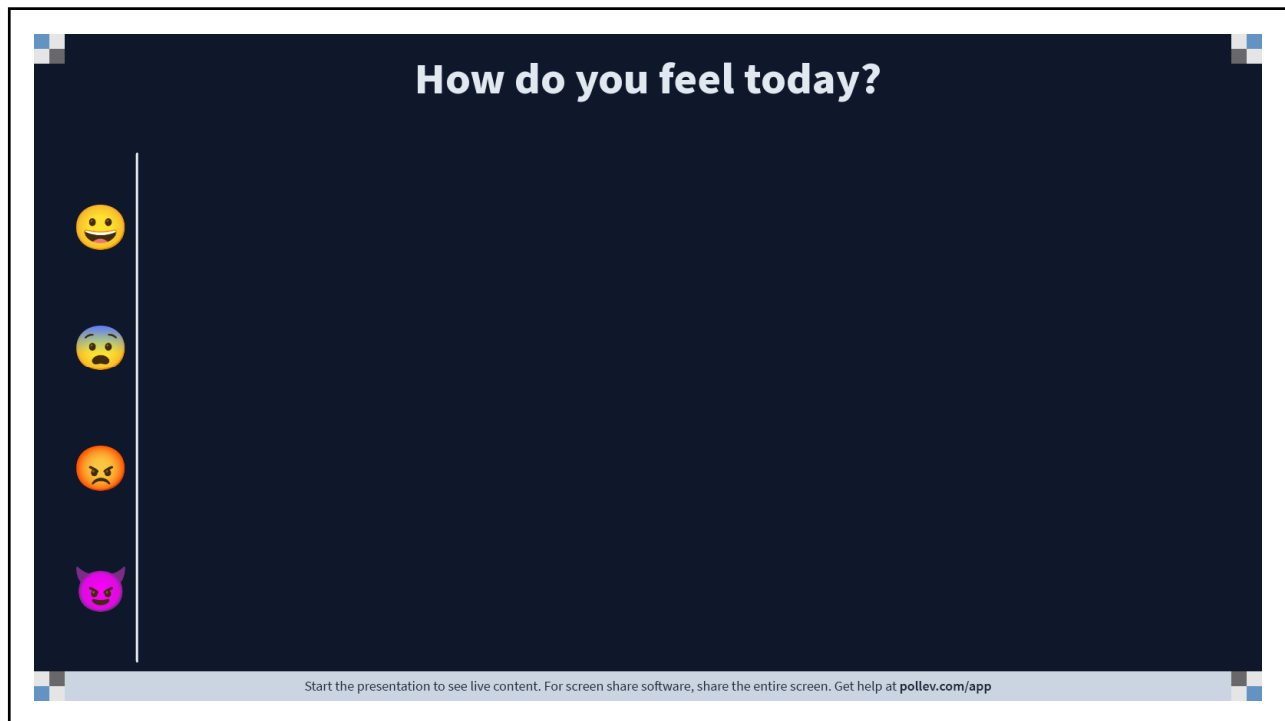 How do you feel today?
Start the presentation to see live content. For screen share software, share the entire screen. Get help at pollev.com/app